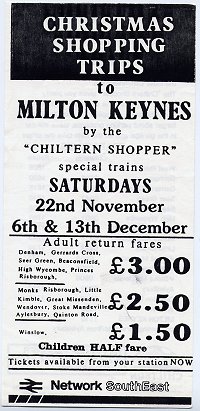 CHRISTMAS
SHOPPING
TRIPS
to
MILTON KEYNES
by the
"CHILTERN SHOPPER"
special trains
SATURDAYS
22nd November
6th & 13th December
Adult return fares
Denham, Gerrards Cross,
Seer Green, Beaconsfield,
High Wycombe, Princes
Risborough,
£3.00
Monks Risborough, Little
Kimble, Great Missenden,
Wendover, Stoke Mandeville
Aylesbury, Quinton Road,
£2.50
Winslow,
£1.50
Children HALF fare
Tickets available from your station NOW
Network SouthEast